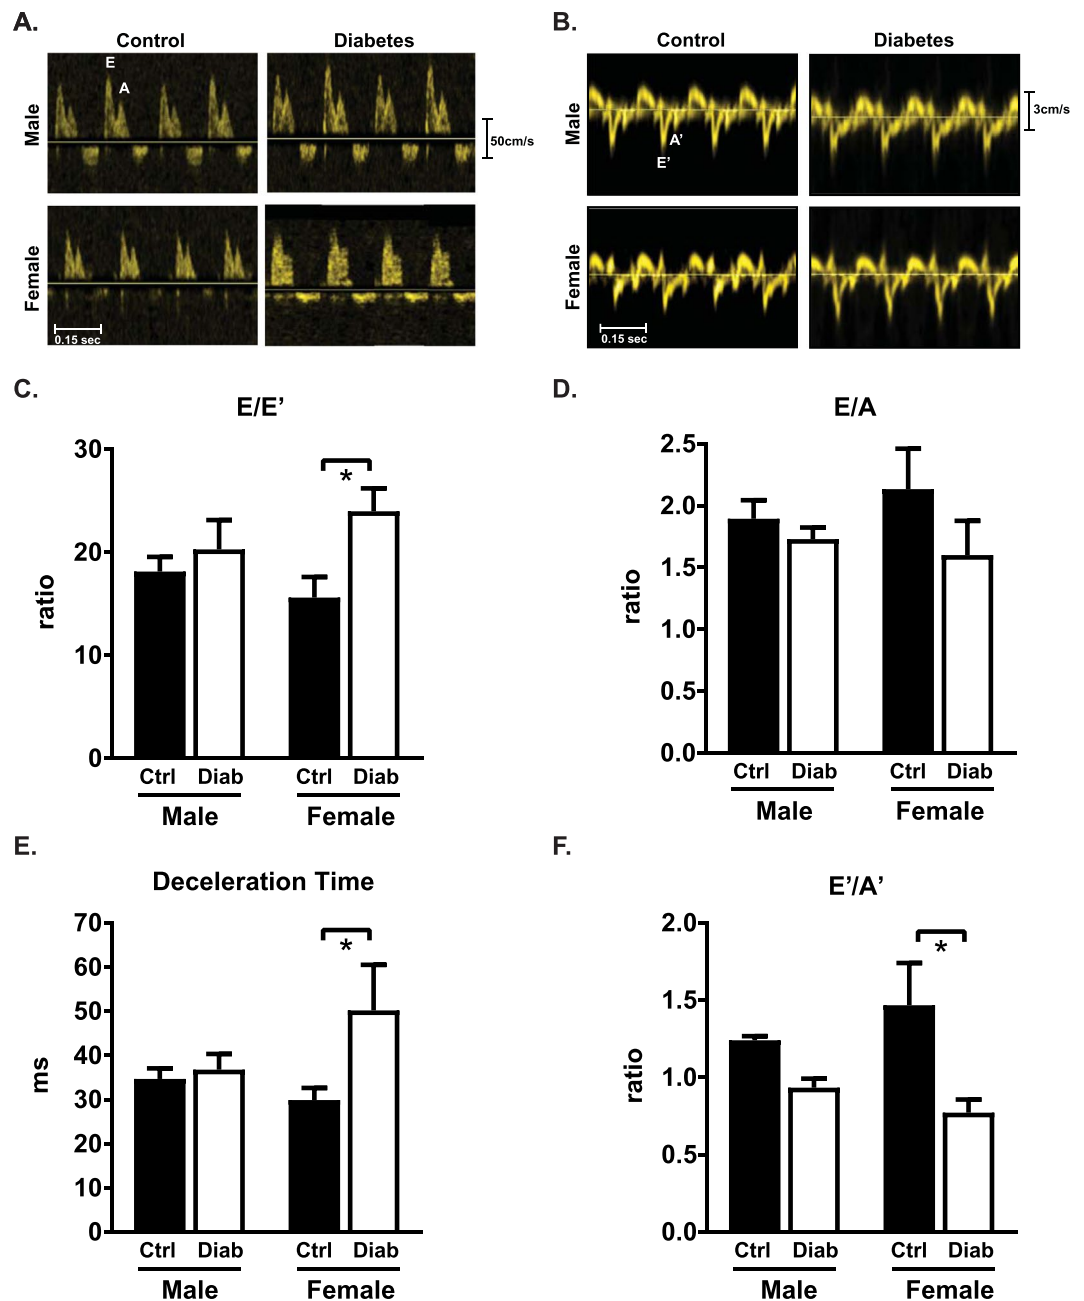 A.
Control
Diabetes
Male
E
A
50cm/s
Female
0.15 sec
B.
Control
Diabetes
Male
A’
E’
3cm/s
Female
0.15 sec
C.
E/E’
30
20
10
0
ratio
*
Ctrl Diab Ctrl Diab
Male Female
D.
E/A
2.5
2.0
1.5
1.0
0.5
0.0
ratio
Ctrl Diab Ctrl Diab
Male Female
E.
Deceleration Time
70
60
50
40
30
20
10
0
ms
*
Ctrl Diab Ctrl Diab
Male Female
F.
E’/A’
2.0
1.5
1.0
0.5
0.0
ratio
*
Ctrl Diab Ctrl Diab
Male Female